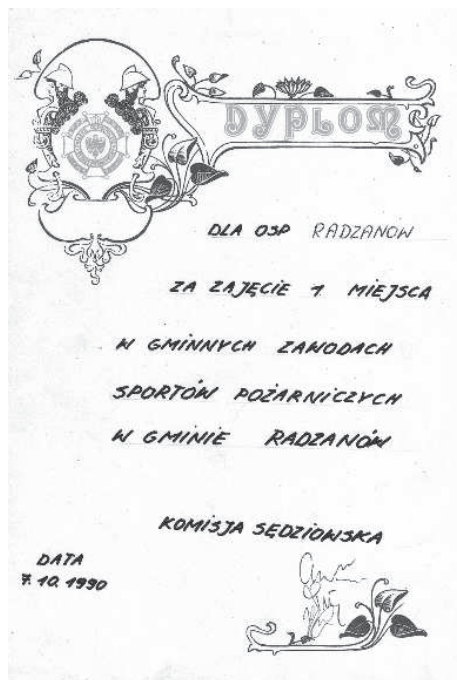 DYPLOM
DLA OSP RADZANÓW
ZA ZAJĘCIE 1 MIEJSCA
W GMINNYCH ZAWODACH
SPORTÓW POŻARNICZYCH
W GMINIE RADZANÓW
KOMISJA SĘDZIOWSKA
DATA
7.10.1990